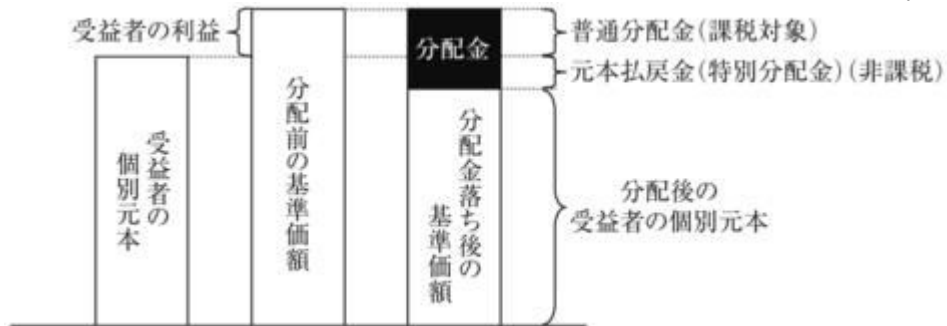 受益者の利益
分配金
普通分配金(課税対象)
元本払戻金(特別分配金)(非課税)
受益者の
個別元本
分配前の基準価額
分配金落ち後の
基準価額
分配後の
受益者の個別元本